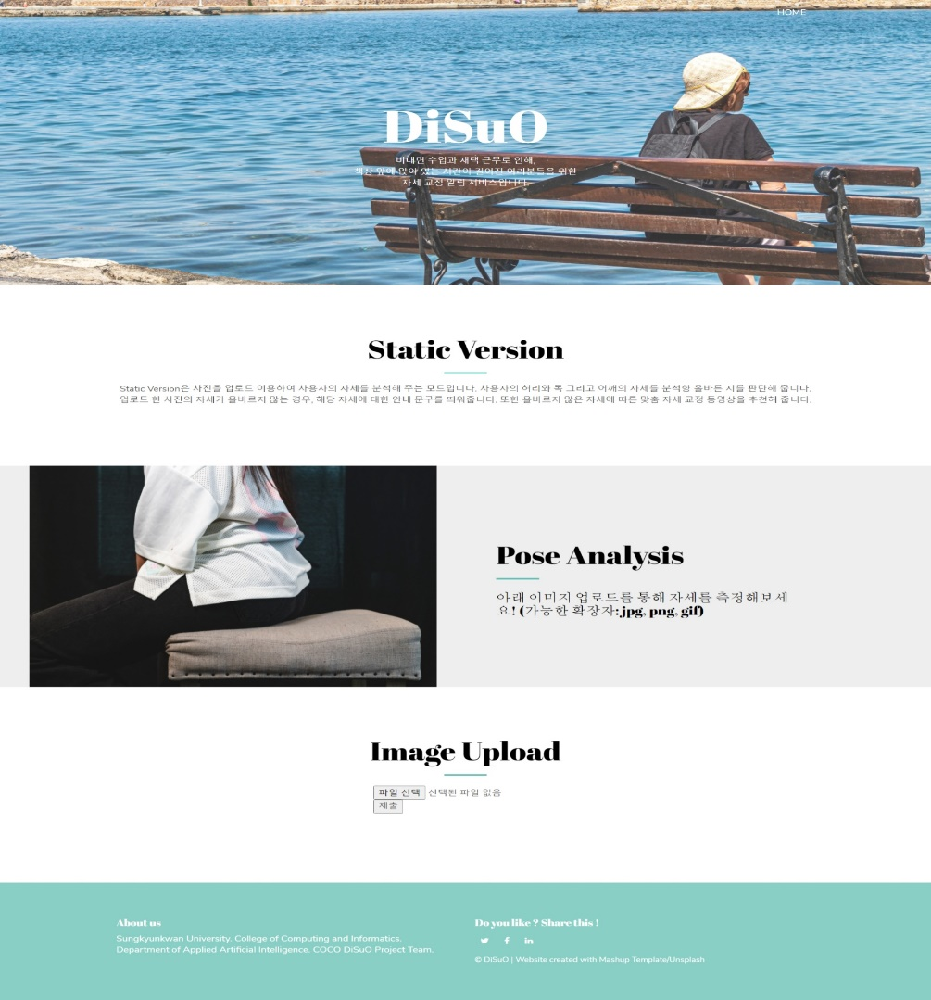 HOME
DiSuO
비대면 수업과 재택 근무로 인해,
책상 앞에 앉아 있는 시간이 길어진 여러분들을 위한
자세 교정 알림 서비스입니다.
Static Version
Static Version은 사진을 업로드 이용하여 사용자의 자세를 분석해 주는 모드입니다. 사용자의 허리와 목 그리고 어깨의 자세를 분석항 올바른 지를 판단해 줍니다.
업로드 한 사진의 자세가 올바르지 않는 경우, 해당 자세에 대한 안내 문구를 띄워줍니다. 또한 올바르지 않은 자세에 따른 맞춤 자세 교정 동영상을 추천해 줍니다.
Pose Analysis
아래 이미지 업로드를 통해 자세를 측정해보세
요! (가능한 확장자: jpg, png, gif)
Image Upload
파일 선택 선택된 파일 없음
제출
About us
Sungkyunkwan University. College of Computing and Informatics.
Department of Applied Artificial Intelligence. COCO DiSuO Project Team.
Do you like ? Share this !
© DiSuO | Website created with Mashup Template/Unsplash